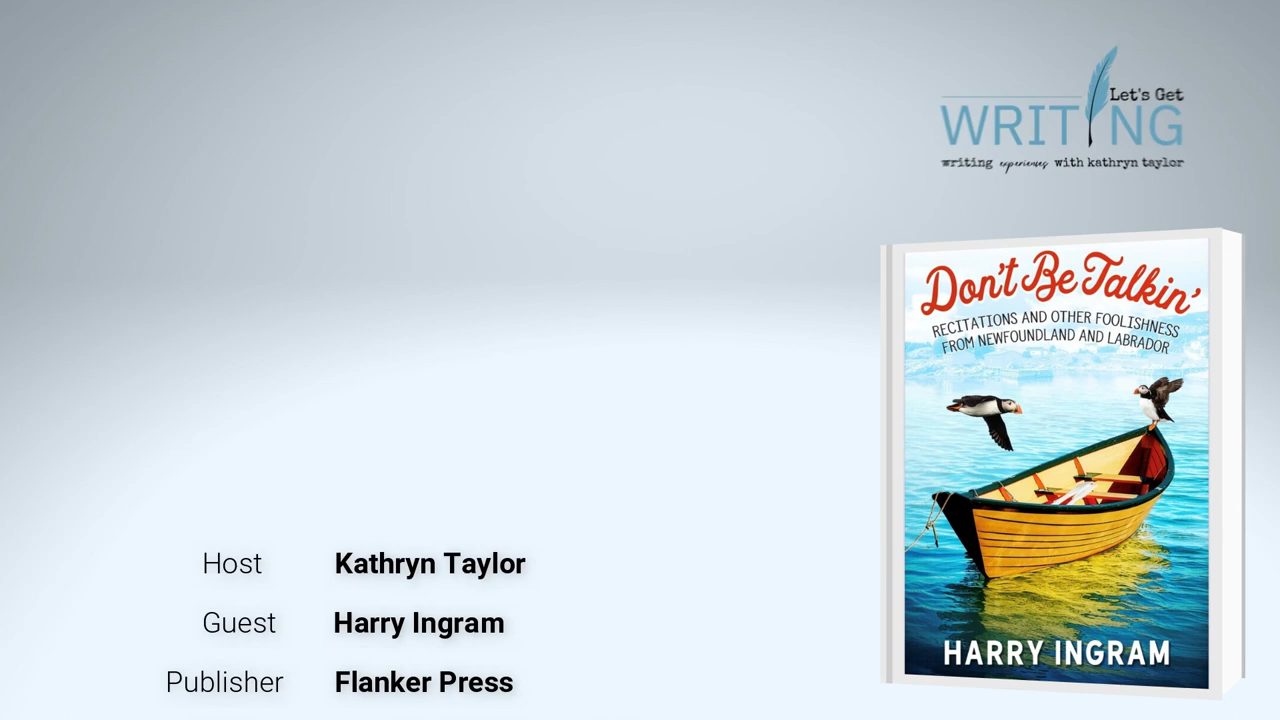 Let's Get
WRITING
writing experiences with kathryn taylor
Don't Be Talkin'
RECITATIONS AND OTHER FOOLISHNESS
FROM NEWFOUNDLAND AND LABRADOR
HARRY INGRAM
Host Kathryn Taylor
Guest Harry Ingram
Publisher Flanker Press